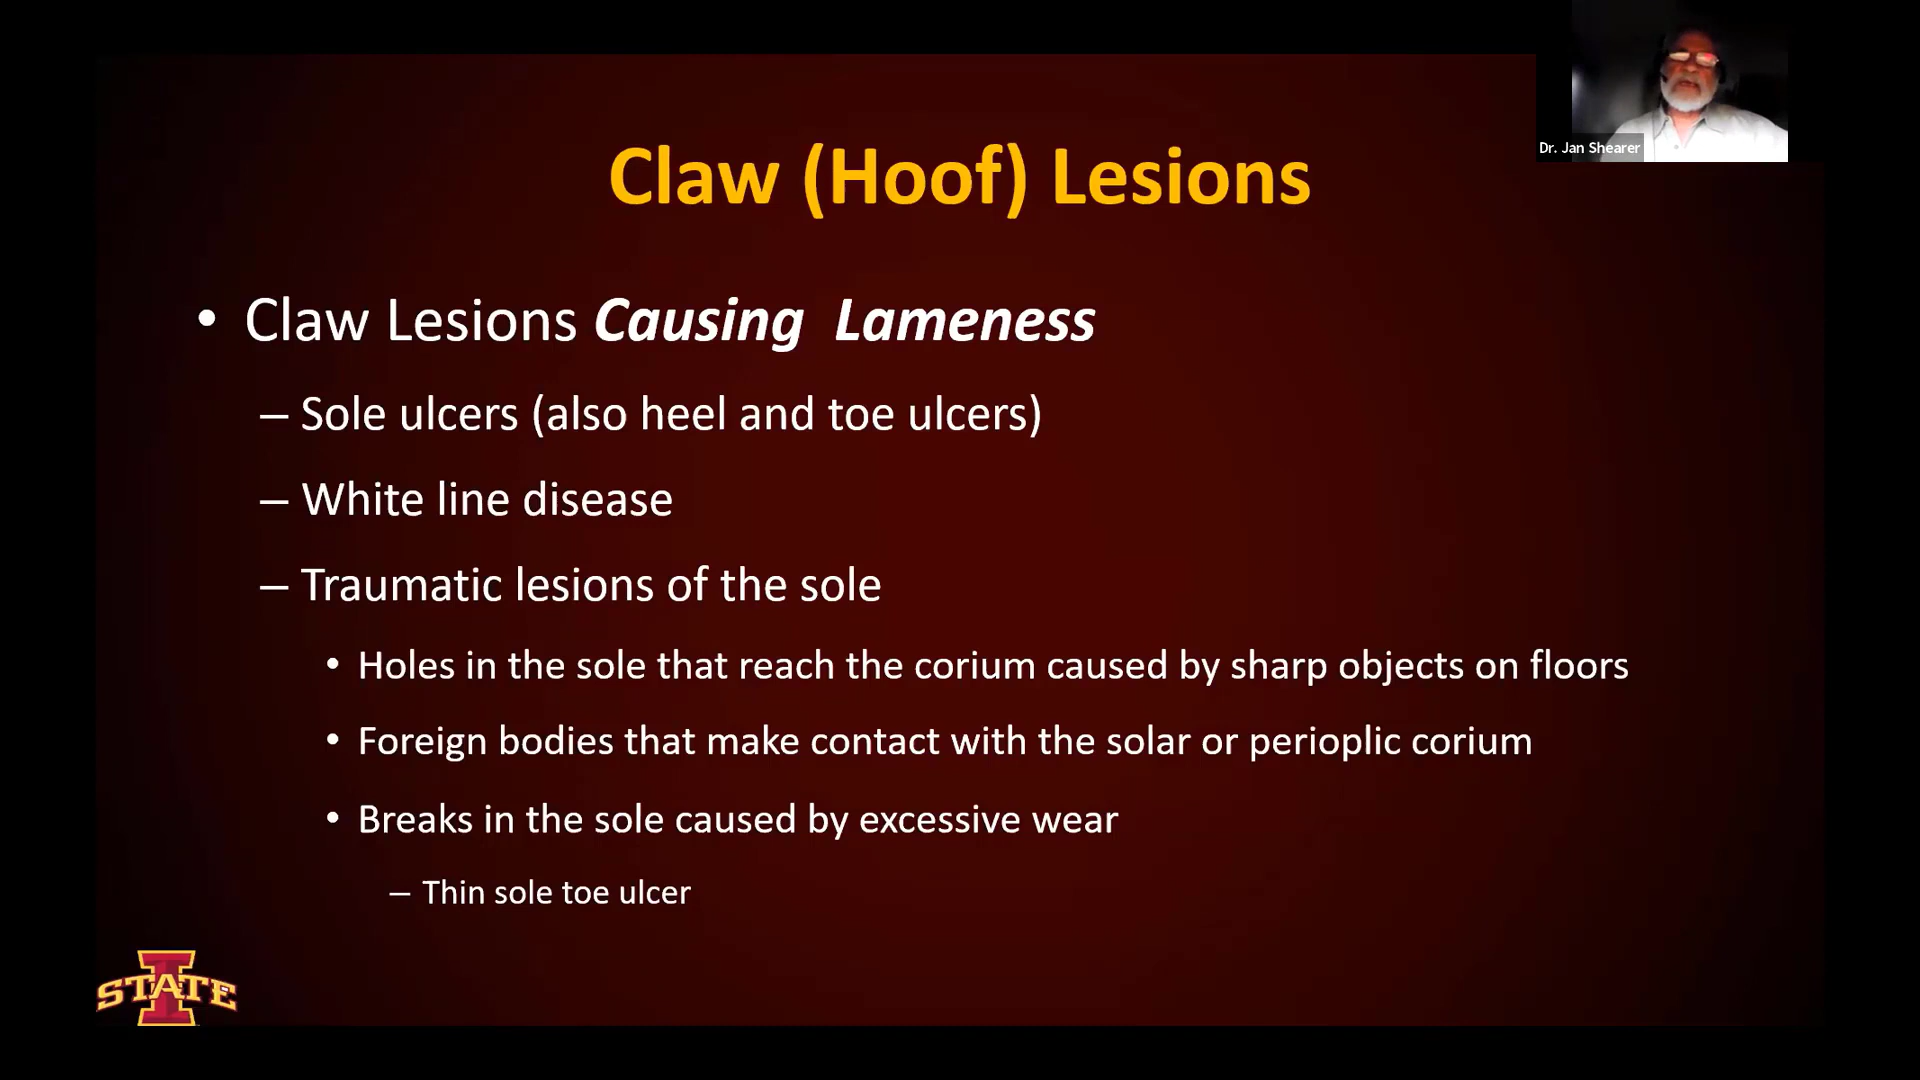 Dr. Jan Shearer
Claw (Hoof) Lesions
• Claw Lesions Causing Lameness
– Sole ulcers (also heel and toe ulcers)
– White line disease
– Traumatic lesions of the sole
• Holes in the sole that reach the corium caused by sharp objects on floors
• Foreign bodies that make contact with the solar or perioplic corium
• Breaks in the sole caused by excessive wear
– Thin sole toe ulcer
I STATE